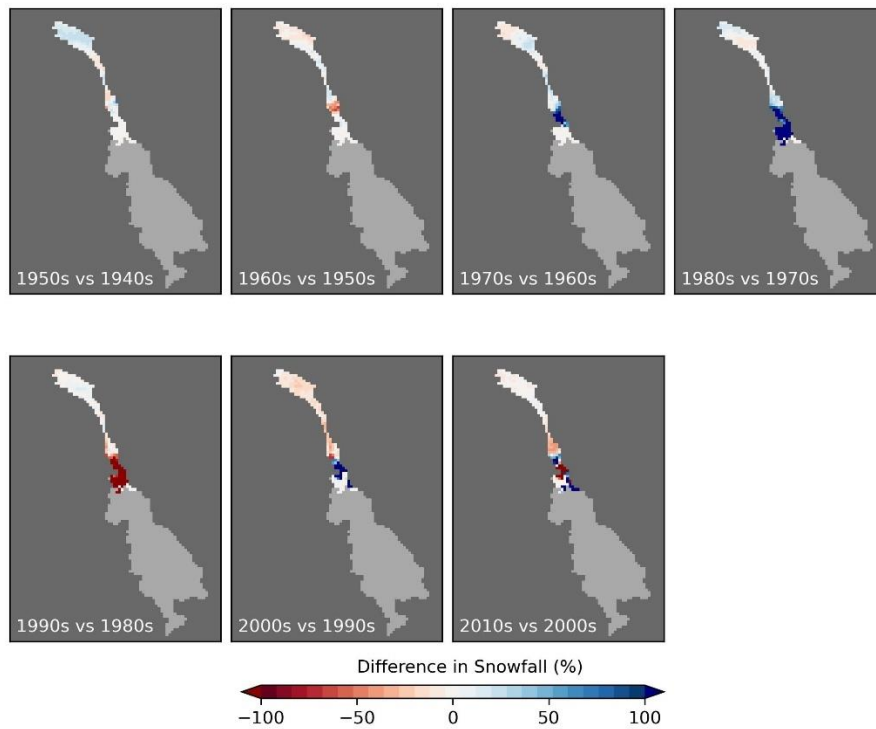 1950s vs 1940s
1960s vs 1950s
1970s vs 1960s
1980s vs 1970s
1990s vs 1980s
2000s vs 1990s
2010s vs 2000s
Difference in Snowfall (%)
−100 −50 0 50 100